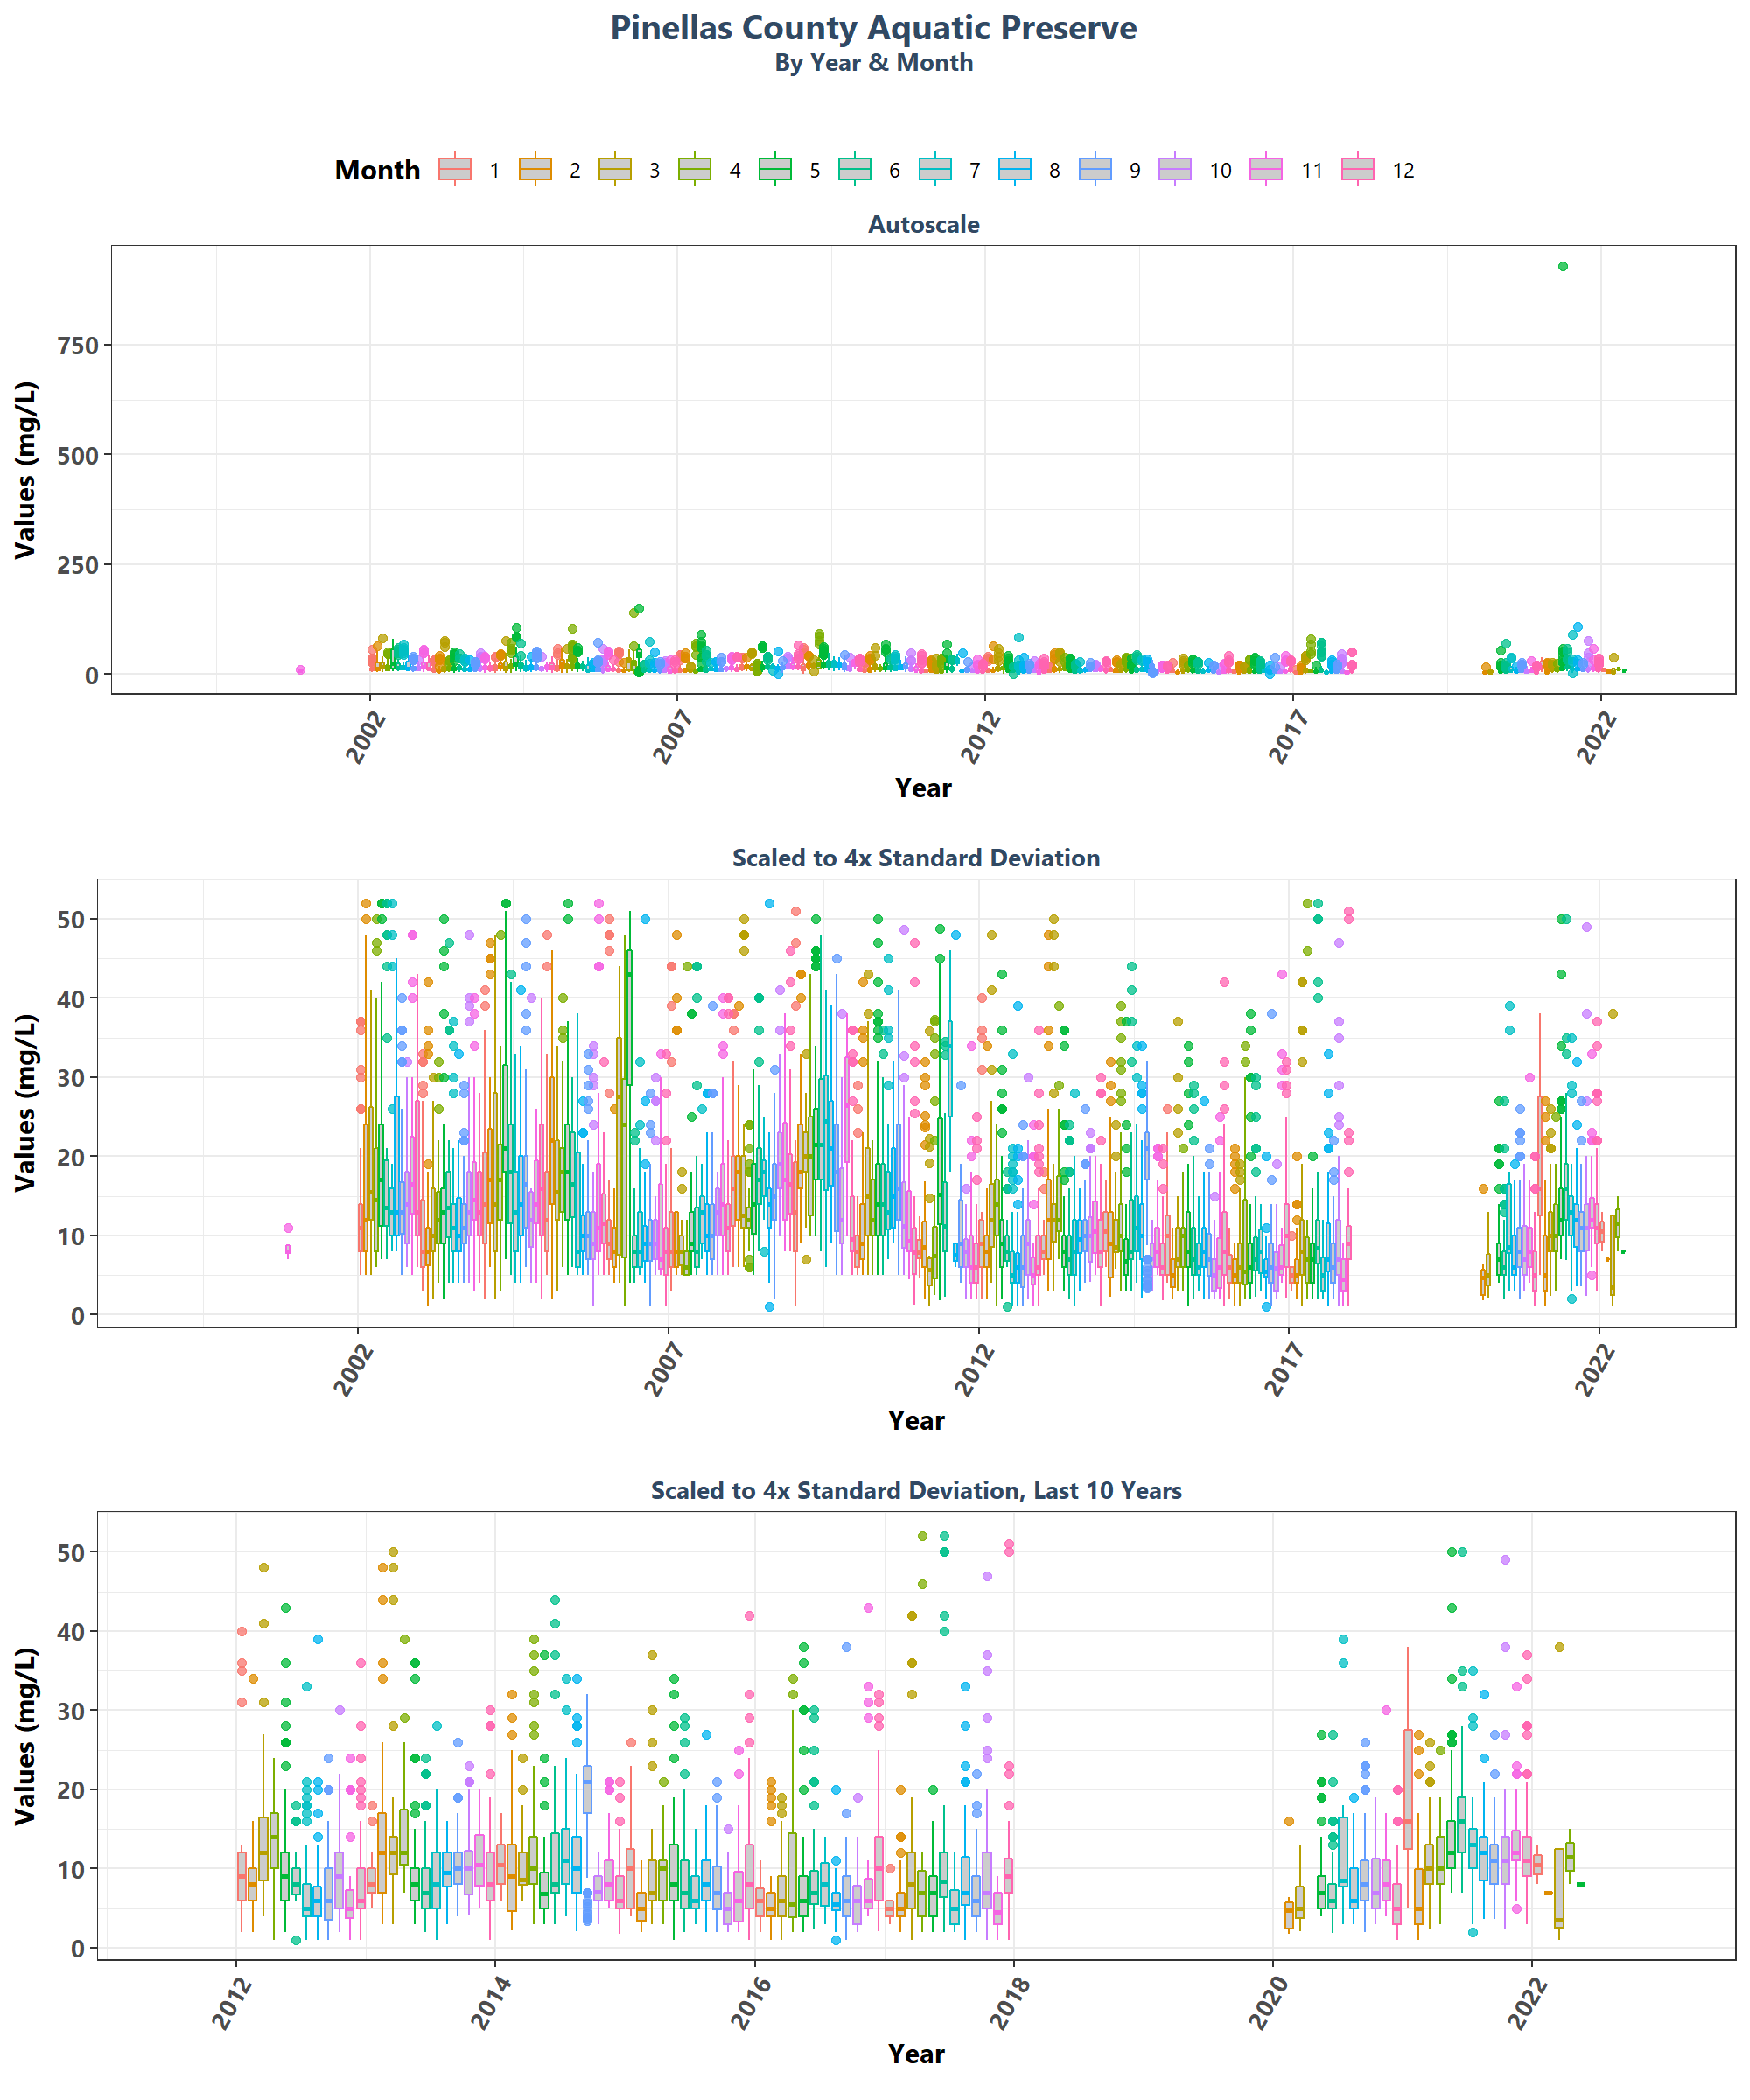 Pinellas County Aquatic Preserve
By Year & Month
Month 1 2 3 4 5 6 7 8 9 10 11 12
Autoscale
Values (mg/L)
750
500
250
0
2002 2007 2012 2017 2022
Year
Scaled to 4x Standard Deviation
Values (mg/L)
50
40
30
20
10
0
2002 2007 2012 2017 2022
Year
Scaled to 4x Standard Deviation, Last 10 Years
Values (mg/L)
50
40
30
20
10
0
2012 2014 2016 2018 2020 2022
Year